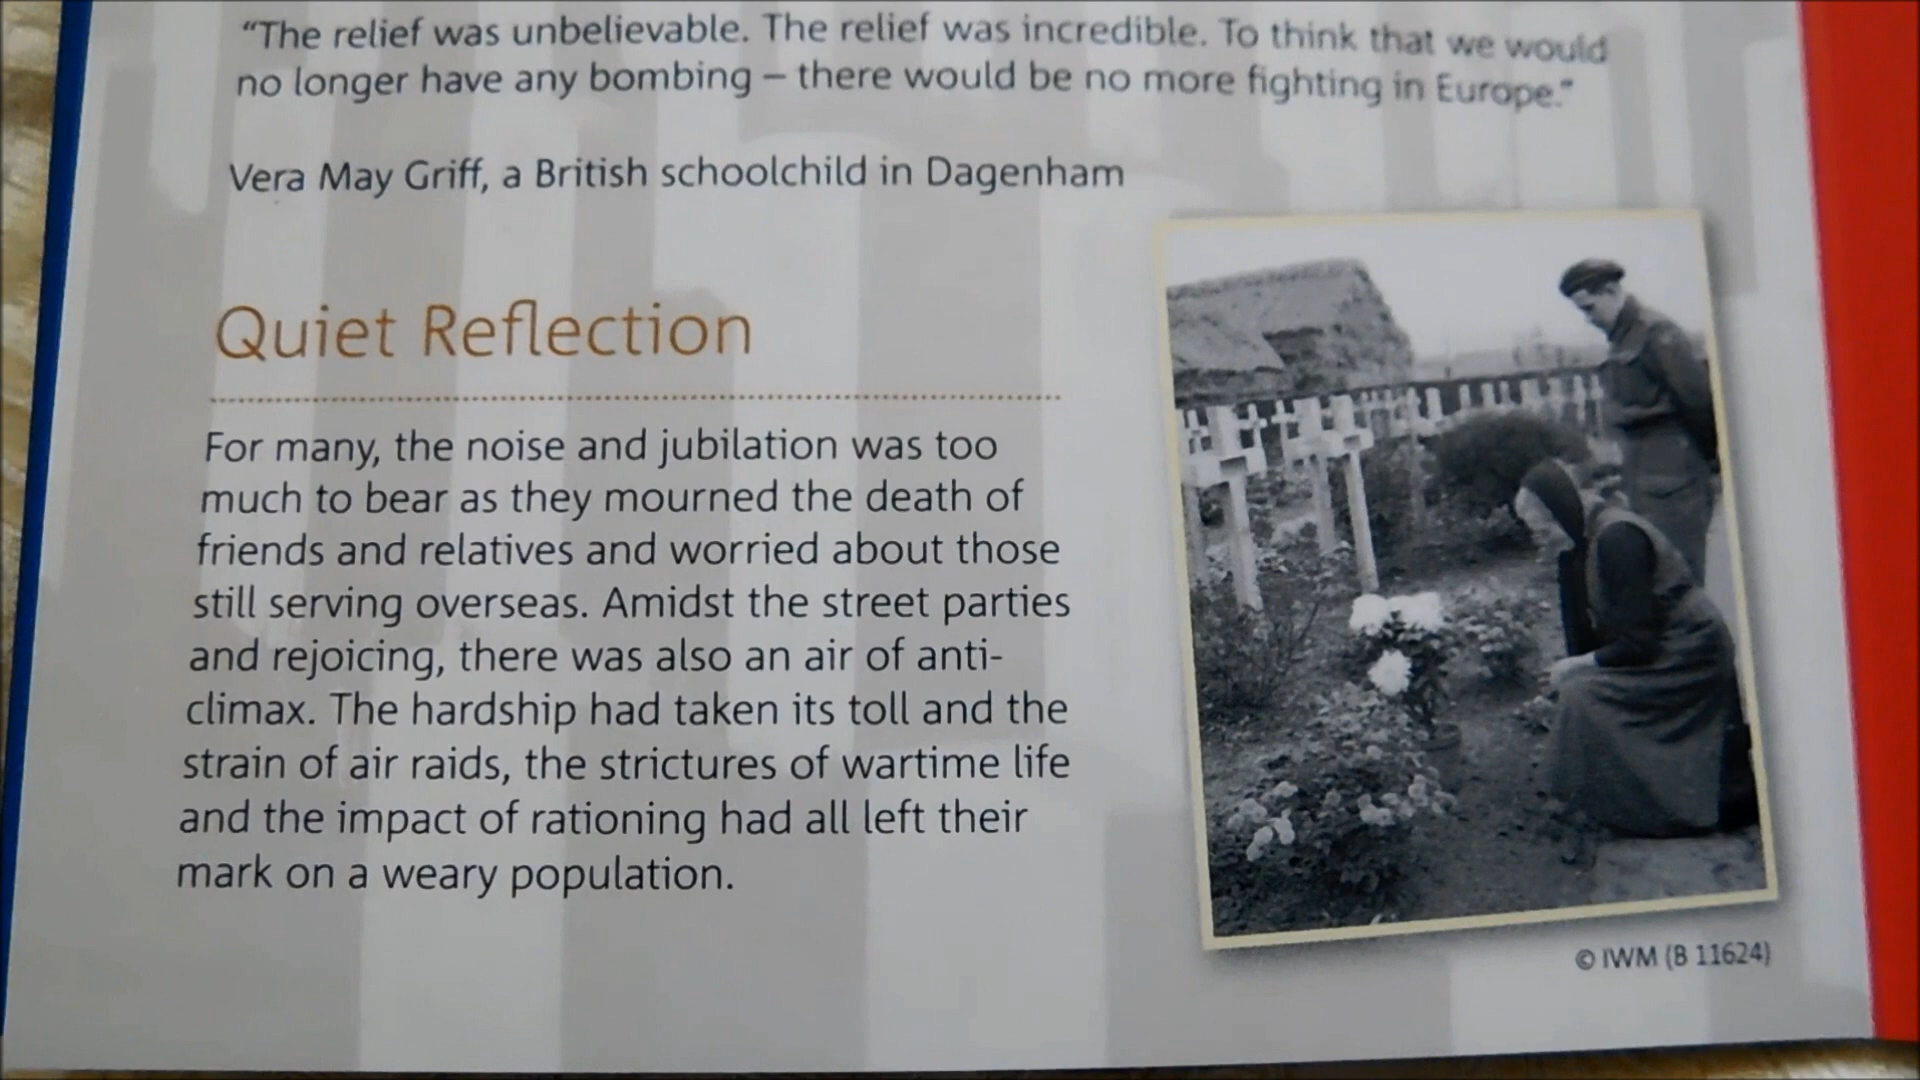 “The relief was unbelievable. The relief was incredible. To think that we would
no longer have any bombing – there would be no more fighting in Europe.”
Vera May Griff, a British schoolchild in Dagenham
Quiet Reflection
For many, the noise and jubilation was too
much to bear as they mourned the death of
friends and relatives and worried about those
still serving overseas. Amidst the street parties
and rejoicing, there was also an air of anti-
climax. The hardship had taken its toll and the
strain of air raids, the strictures of wartime life
and the impact of rationing had all left their
mark on a weary population.
© IWM (B 11624)